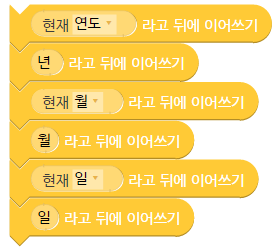 현재 연도 라고 뒤에 이어쓰기
년 라고 뒤에 이어쓰기
현재 월 라고 뒤에 이어쓰기
월 라고 뒤에 이어쓰기
현재 일 라고 뒤에 이어쓰기
일 라고 뒤에 이어쓰기